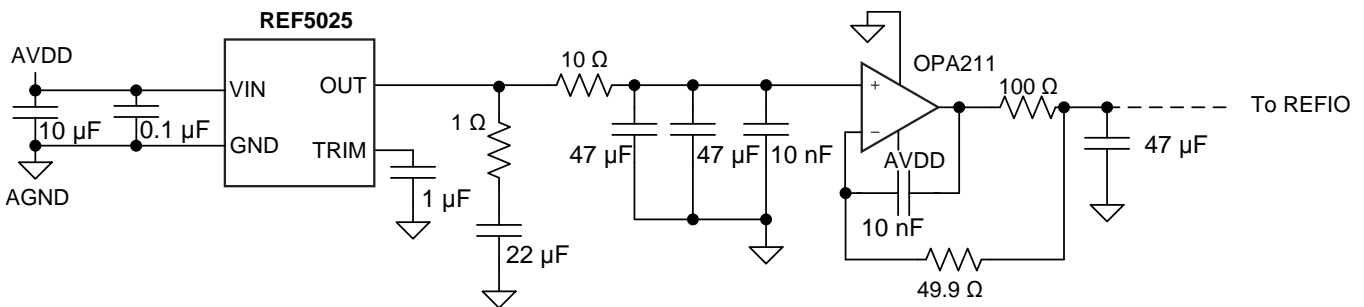 REF5025
AVDD
VIN
OUT
10 µF
0.1 µF
GND
TRIM
AGND
1 µF
1 Ω
22 µF
10 Ω
47 µF
47 µF
10 nF
OPA211
+
−
AVDD
10 nF
49.9 Ω
100 Ω
47 µF
To REFIO